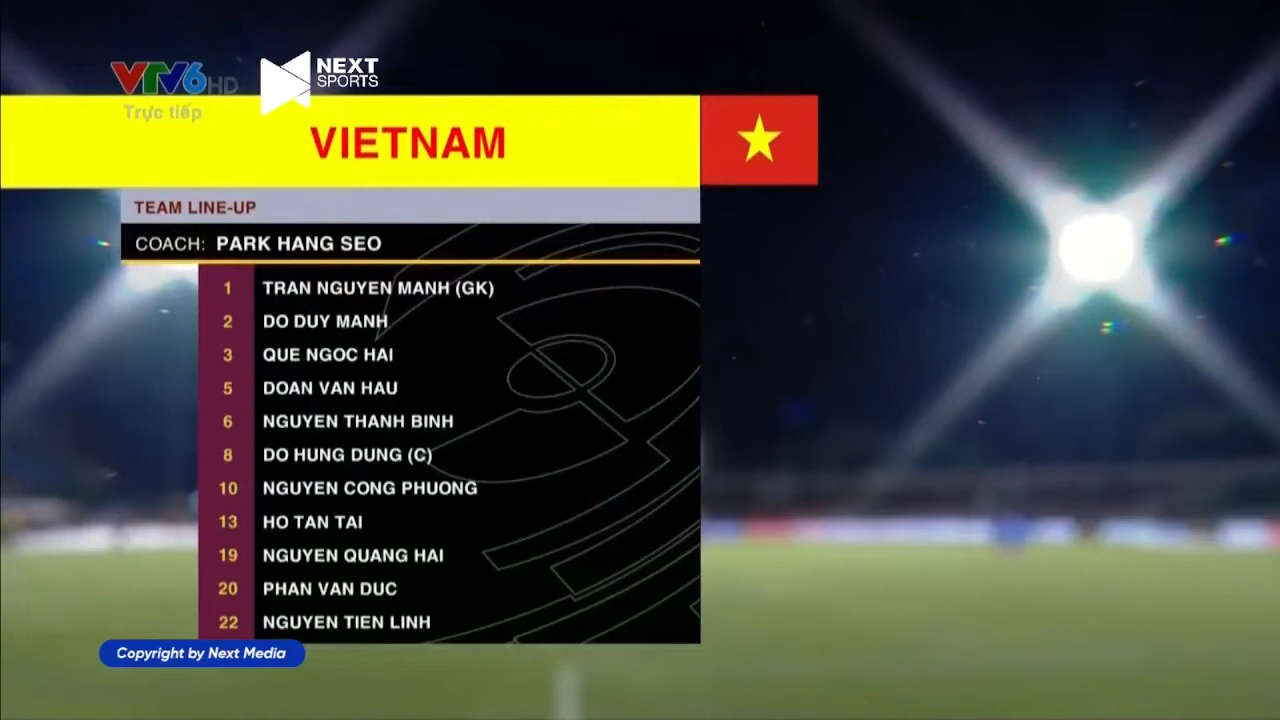 VTV6HD
Trực tiếp
NEXT
SPORTS
VIETNAM
TEAM LINE-UP
COACH: PARK HANG SEO
1 TRAN NGUYEN MANH (GK)
2 DO DUY MANH
3 QUE NGOC HAI
5 DOAN VAN HAU
6 NGUYEN THANH BINH
8 DO HUNG DUNG (C)
10 NGUYEN CONG PHUONG
13 HO TAN TAI
19 NGUYEN QUANG HAI
20 PHAN VAN DUC
22 NGUYEN TIEN LINH
Copyright by Next Media